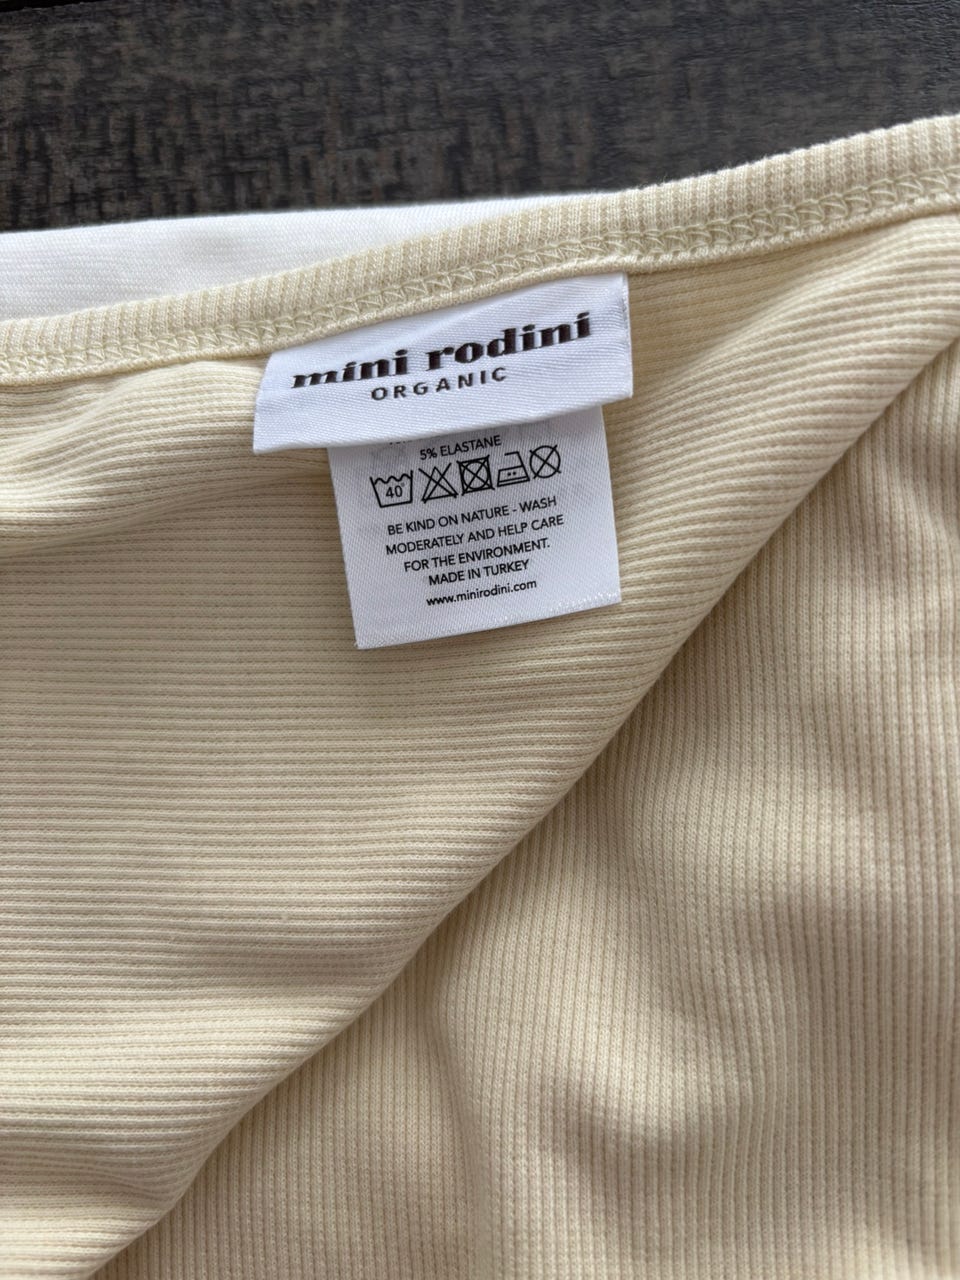 mini rodini
ORGANIC
5% ELASTANE
40
BE KIND ON NATURE - WASH
MODERATELY AND HELP CARE
FOR THE ENVIRONMENT.
MADE IN TURKEY
www.minirodini.com